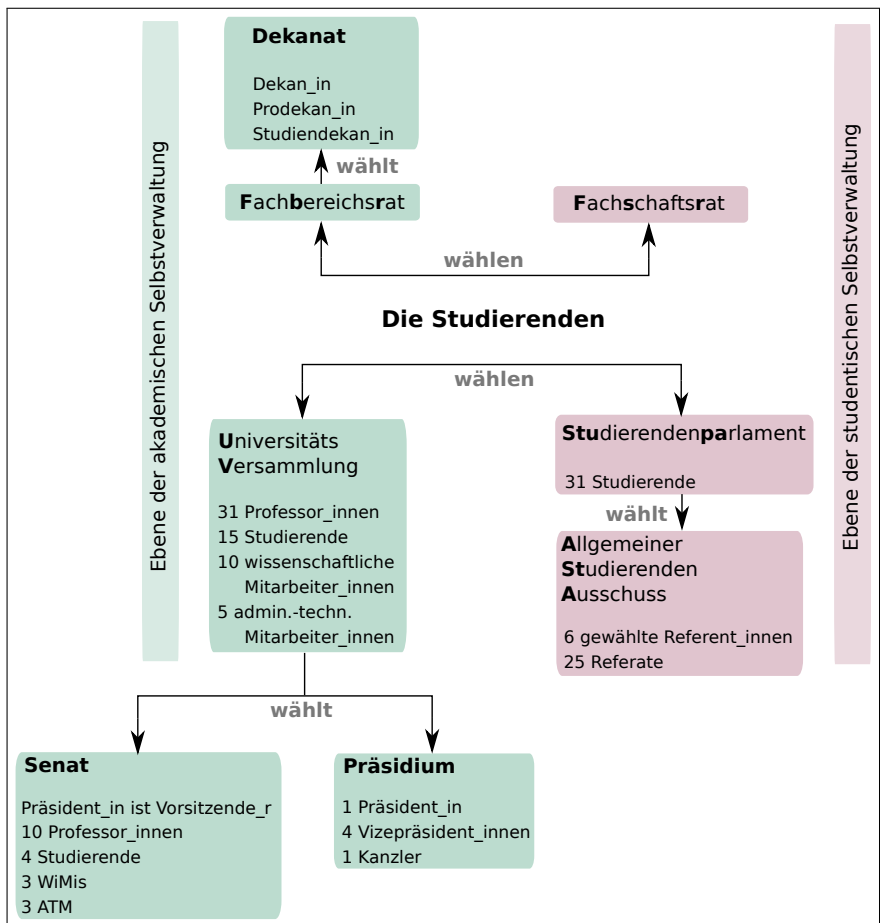 Dekanat
Dekan_in
Prodekan_in
Studiendekan_in
wählt
Fachbereichsrat
Fachschaftsrat
wählen
Die Studierenden
wählen
Universitäts
Versammlung
31 Professor_innen
15 Studierende
10 wissenschaftliche
Mitarbeiter_innen
5 admin.-techn.
Mitarbeiter_innen
Studierendenparlament
31 Studierende
wählt
Allgemeiner
Studierenden
Ausschuss
6 gewählte Referent_innen
25 Referate
wählt
Senat
Präsident_in ist Vorsitzende_r
10 Professor_innen
4 Studierende
3 WiMis
3 ATM
Präsidium
1 Präsident_in
4 Vizepräsident_innen
1 Kanzler
Ebene der akademischen Selbstverwaltung
Ebene der studentischen Selbstverwaltung